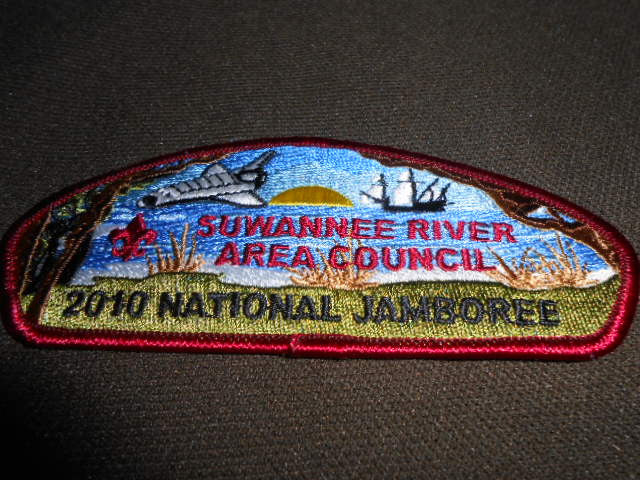 SUWANNEE RIVER
AREA COUNCIL
2010 NATIONAL JAMBOREE